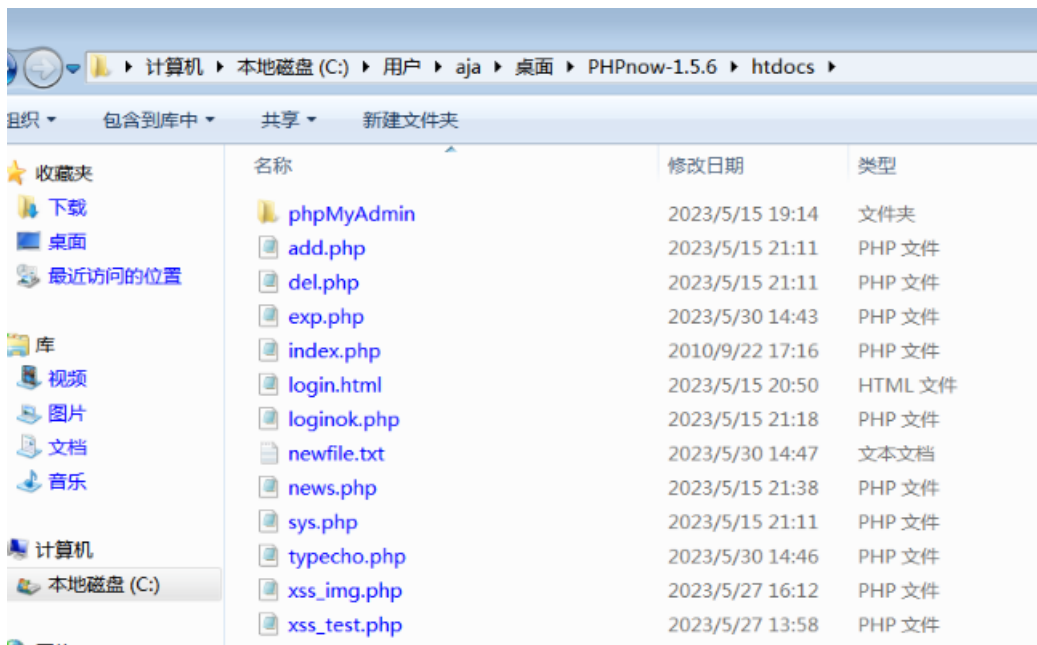 计算机 本地磁盘 (C:) 用户 aja 桌面 PHPnow-1.5.6 htdocs
组织 包含到库中 共享 新建文件夹
收藏夹
下载
桌面
最近访问的位置
库
视频
图片
文档
音乐
计算机
本地磁盘 (C:)
名称 修改日期 类型
phpMyAdmin 2023/5/15 19:14 文件夹
add.php 2023/5/15 21:11 PHP 文件
del.php 2023/5/15 21:11 PHP 文件
exp.php 2023/5/30 14:43 PHP 文件
index.php 2010/9/22 17:16 PHP 文件
login.html 2023/5/15 20:50 HTML 文件
loginok.php 2023/5/15 21:18 PHP 文件
newfile.txt 2023/5/30 14:47 文本文档
news.php 2023/5/15 21:38 PHP 文件
sys.php 2023/5/15 21:11 PHP 文件
typecho.php 2023/5/30 14:46 PHP 文件
xss_img.php 2023/5/27 16:12 PHP 文件
xss_test.php 2023/5/27 13:58 PHP 文件